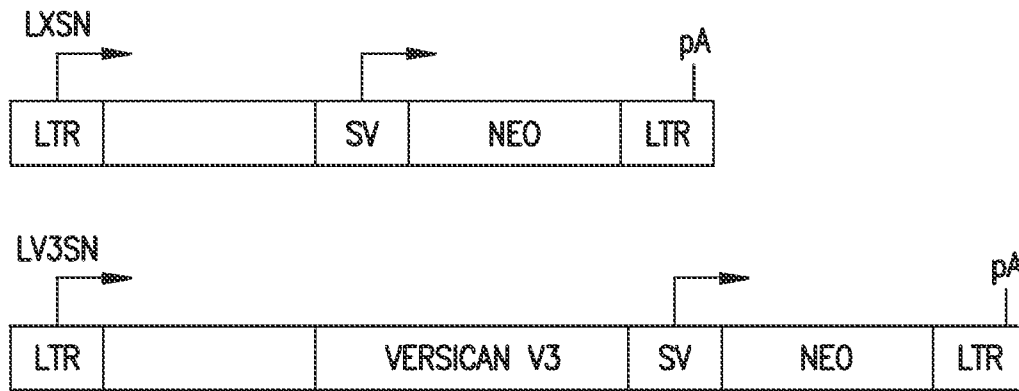 LXSN
pA
LTR SV NEO LTR
LV3SN
pA
LTR VERSICAN V3 SV NEO LTR